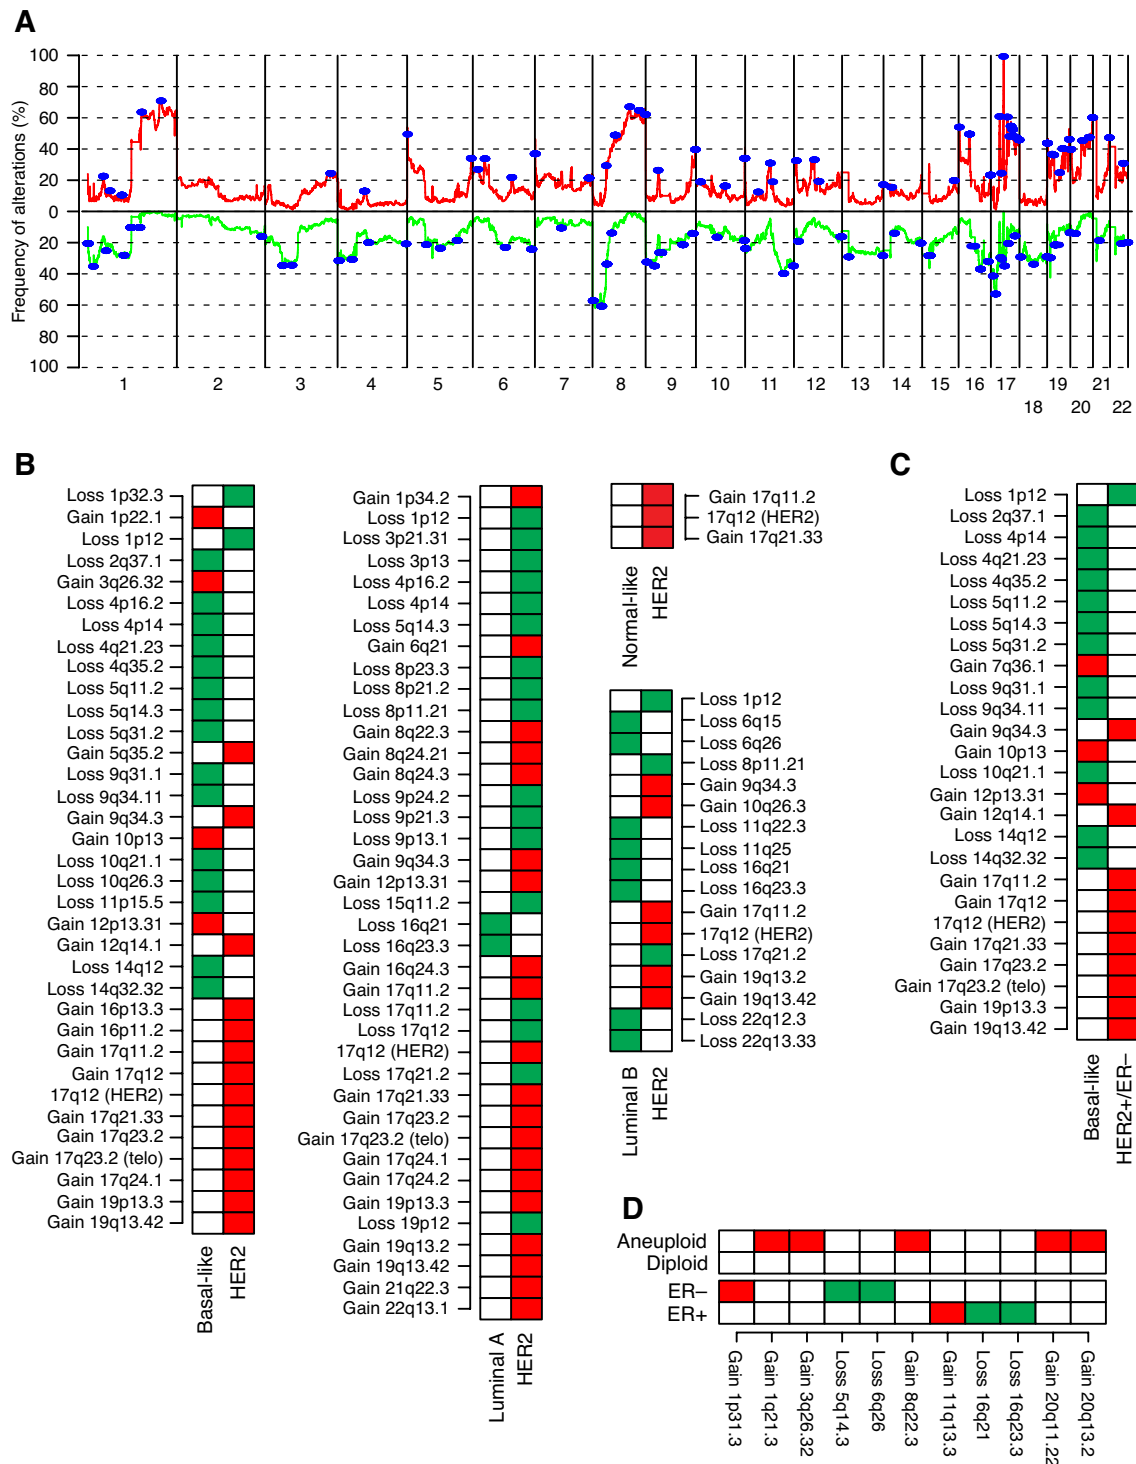 A
Frequency of alterations (%)
100
80
60
40
20
0
20
40
60
80
100
1 2 3 4 5 6 7 8 9 10 11 12 13 14 15 16 17 19 21
18 20 22
B
Loss 1p32.3
Gain 1p22.1
Loss 1p12
Loss 2q37.1
Gain 3q26.32
Loss 4p16.2
Loss 4p14
Loss 4q21.23
Loss 4q35.2
Loss 5q11.2
Loss 5q14.3
Loss 5q31.2
Gain 5q35.2
Loss 9q31.1
Loss 9q34.11
Gain 9q34.3
Gain 10p13
Loss 10q21.1
Loss 10q26.3
Loss 11p15.5
Gain 12p13.31
Gain 12q14.1
Loss 14q12
Loss 14q32.32
Gain 16p13.3
Gain 16p11.2
Gain 17q11.2
Gain 17q12
17q12 (HER2)
Gain 17q21.33
Gain 17q23.2
Gain 17q23.2 (telo)
Gain 17q24.1
Gain 19p13.3
Gain 19q13.42
Basal-like
HER2
Gain 1p34.2
Loss 1p12
Loss 3p21.31
Loss 3p13
Loss 4p16.2
Loss 4p14
Loss 5q14.3
Gain 6q21
Loss 8p23.3
Loss 8p21.2
Loss 8p11.21
Gain 8q22.3
Gain 8q24.21
Gain 8q24.3
Loss 9p24.2
Loss 9p21.3
Loss 9p13.1
Gain 9q34.3
Gain 12p13.31
Loss 15q11.2
Loss 16q21
Loss 16q23.3
Gain 16q24.3
Gain 17q11.2
Loss 17q11.2
Loss 17q12
17q12 (HER2)
Loss 17q21.2
Gain 17q21.33
Gain 17q23.2
Gain 17q23.2 (telo)
Gain 17q24.1
Gain 17q24.2
Gain 19p13.3
Loss 19p12
Gain 19q13.2
Gain 19q13.42
Gain 21q22.3
Gain 22q13.1
Luminal A
HER2
Gain 17q11.2
17q12 (HER2)
Gain 17q21.33
Normal-like
HER2
Loss 1p12
Loss 6q15
Loss 6q26
Loss 8p11.21
Gain 9q34.3
Gain 10q26.3
Loss 11q22.3
Loss 11q25
Loss 16q21
Loss 16q23.3
Gain 17q11.2
17q12 (HER2)
Loss 17q21.2
Gain 19q13.2
Gain 19q13.42
Loss 22q12.3
Loss 22q13.33
Luminal B
HER2
C
Loss 1p12
Loss 2q37.1
Loss 4p14
Loss 4q21.23
Loss 4q35.2
Loss 5q11.2
Loss 5q14.3
Loss 5q31.2
Gain 7q36.1
Loss 9q31.1
Loss 9q34.11
Gain 9q34.3
Gain 10p13
Loss 10q21.1
Gain 12p13.31
Gain 12q14.1
Loss 14q12
Loss 14q32.32
Gain 17q11.2
Gain 17q12
17q12 (HER2)
Gain 17q21.33
Gain 17q23.2
Gain 17q23.2 (telo)
Gain 19p13.3
Gain 19q13.42
Basal-like
HER2+/ER–
D
Aneuploid
Diploid
ER–
ER+
Gain 1p31.3
Gain 1q21.3
Gain 3q26.32
Loss 5q14.3
Loss 6q26
Gain 8q22.3
Gain 11q13.3
Loss 16q21
Loss 16q23.3
Gain 20q11.22
Gain 20q13.2